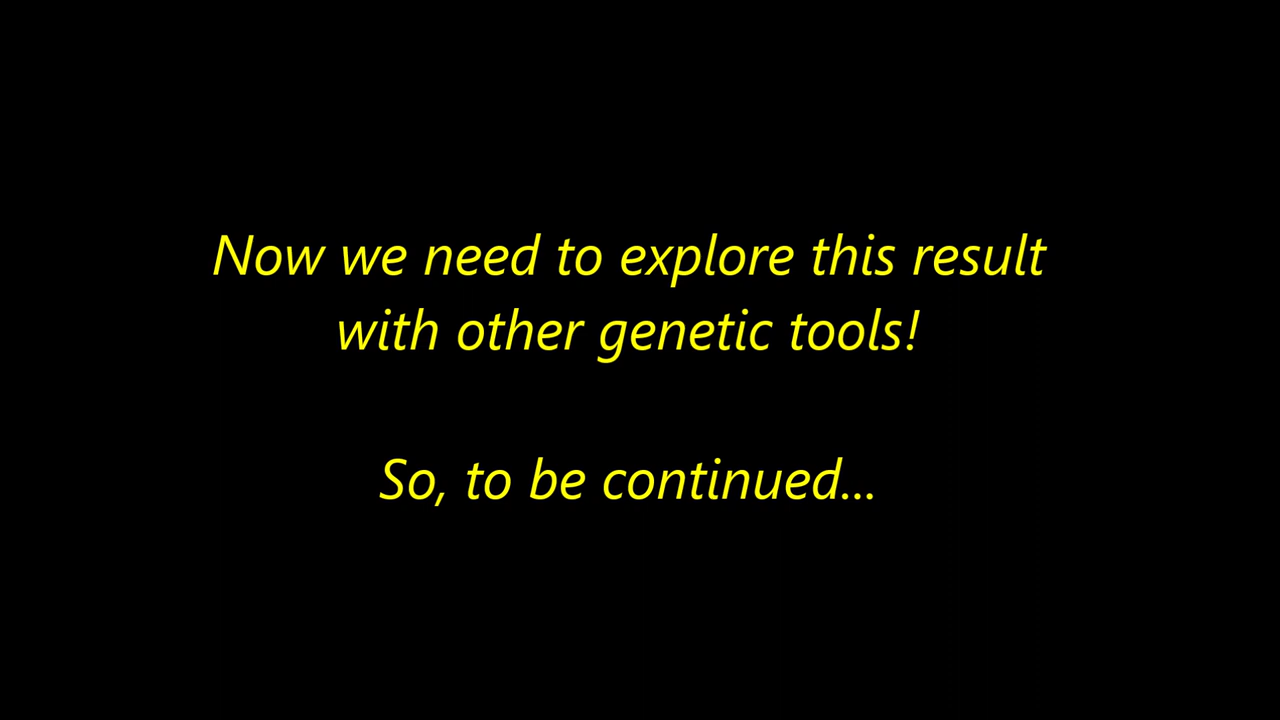 Now we need to explore this result
with other genetic tools!
So, to be continued...